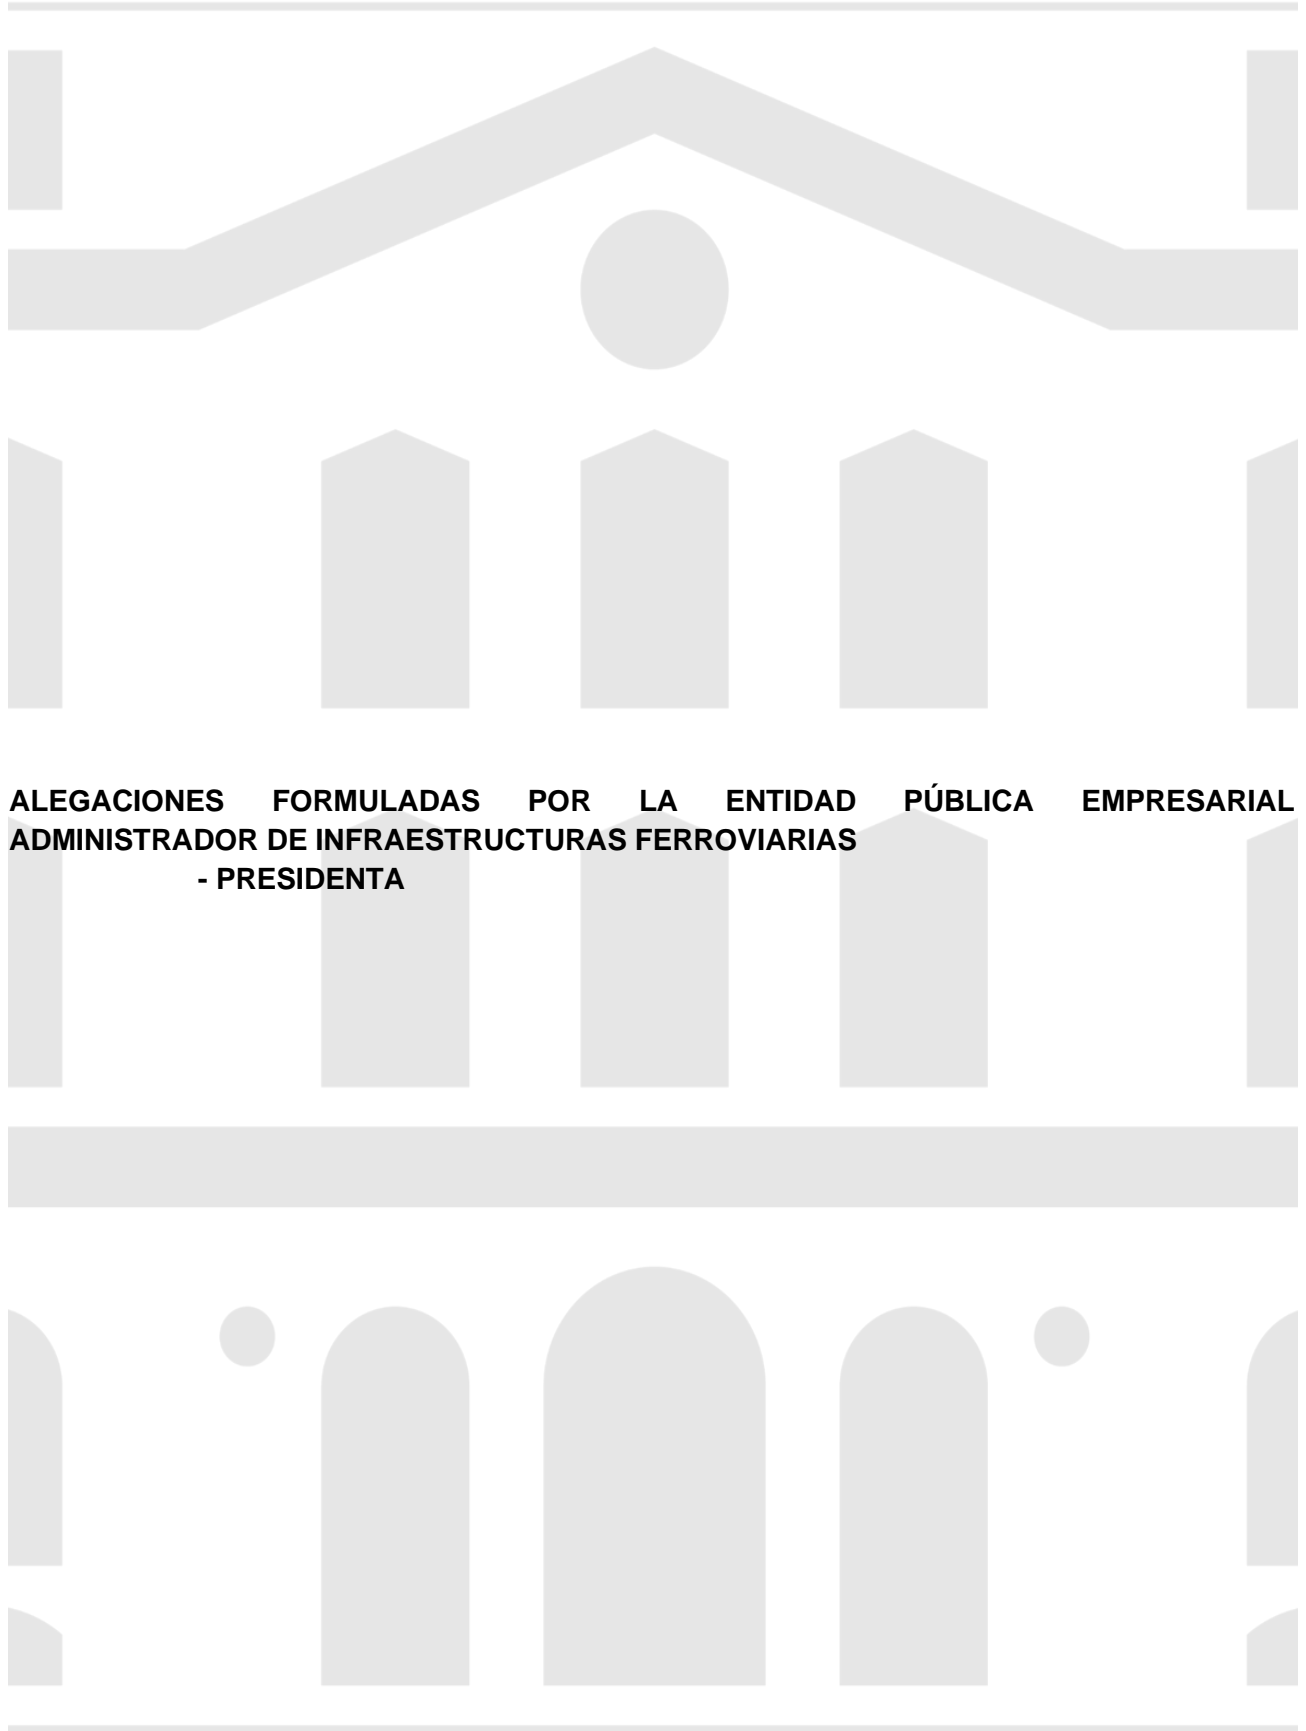 ALEGACIONES FORMULADAS POR LA ENTIDAD PÚBLICA EMPRESARIAL
ADMINISTRADOR DE INFRAESTRUCTURAS FERROVIARIAS
- PRESIDENTA